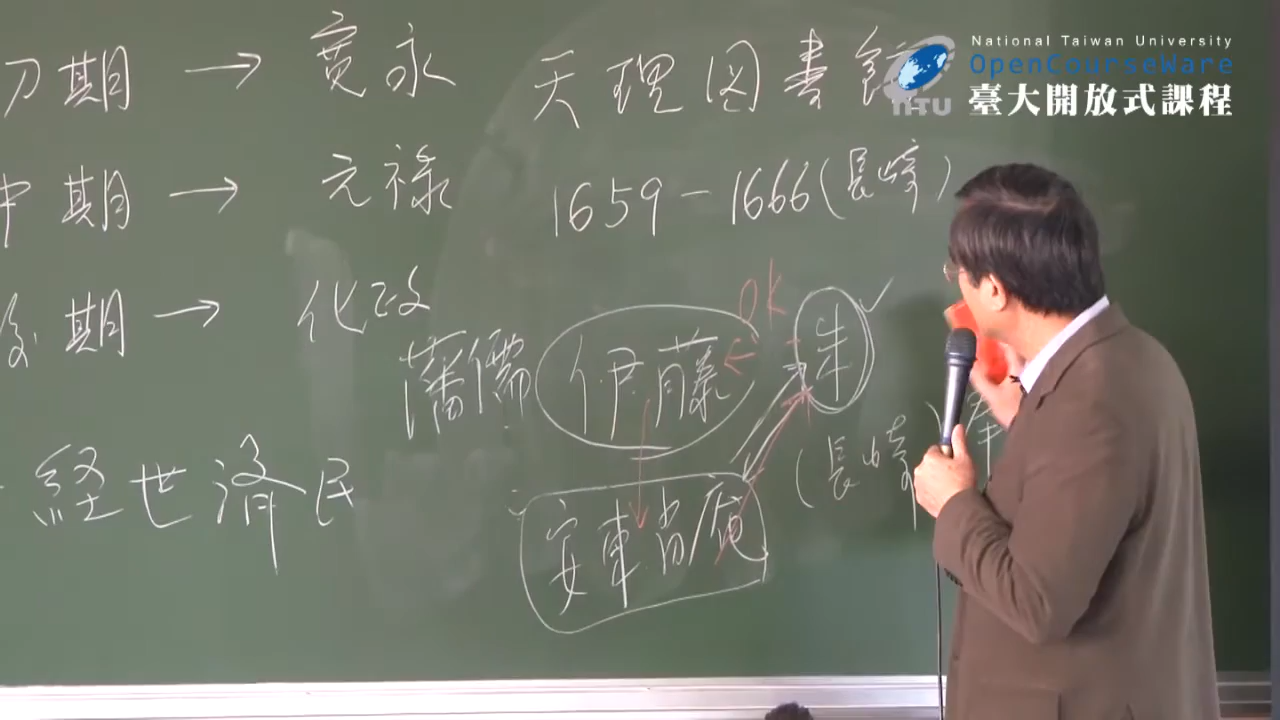 期 → 寛永
中期 → 元禄
期 → 化政
経世済民
天理図書館
1659-1666(長崎)
OK
藩儒 伊藤 ← 朱
(長崎)
安東省庵
National Taiwan University
OpenCourseWare
臺大開放式課程
NTU